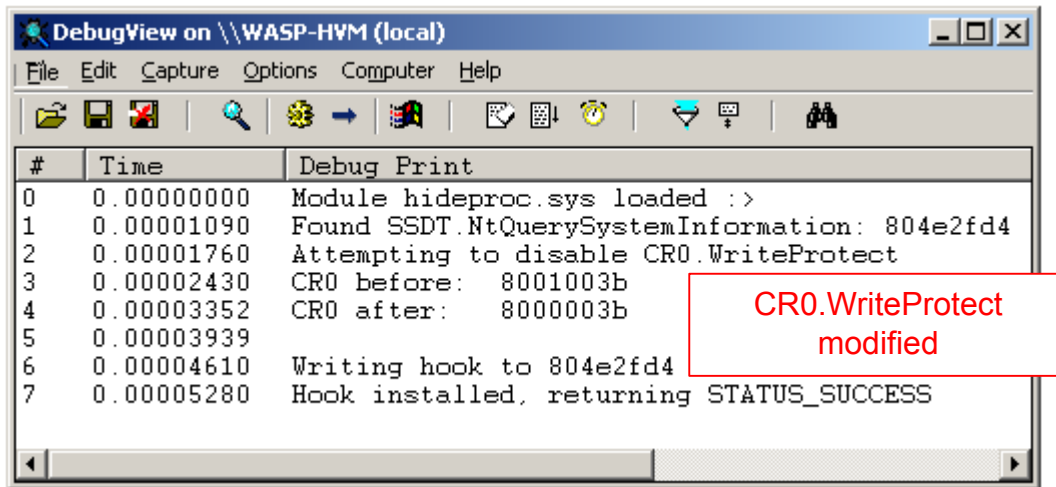 DebugView on \\WASP-HVM (local)
File Edit Capture Options Computer Help
# Time Debug Print
0 0.00000000 Module hideproc.sys loaded :>
1 0.00001090 Found SSDT.NtQuerySystemInformation: 804e2fd4
2 0.00001760 Attempting to disable CR0.WriteProtect
3 0.00002430 CR0 before: 8001003b
4 0.00003352 CR0 after: 8000003b
5 0.00003939
6 0.00004610 Writing hook to 804e2fd4
7 0.00005280 Hook installed, returning STATUS_SUCCESS
CR0.WriteProtect
modified